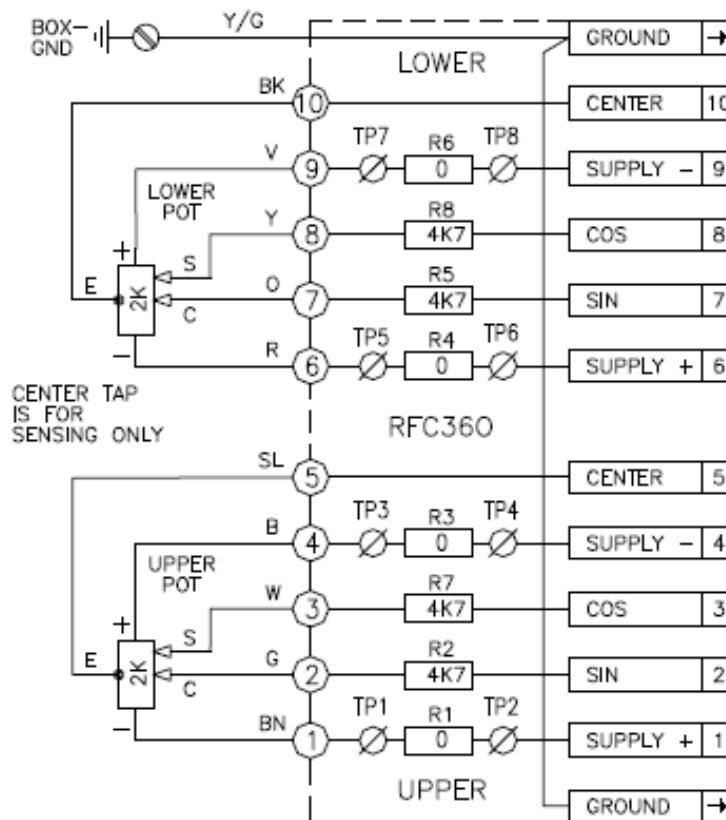 BOX-
GND
Y/G
LOWER
GROUND
BK
10
CENTER
10
V
9
TP7
R6
0
TP8
SUPPLY -
9
LOWER
POT
Y
8
R8
4K7
COS
8
+
S
E
2K
C
O
7
R5
4K7
SIN
7
-
R
6
TP5
R4
0
TP6
SUPPLY +
6
CENTER TAP
IS FOR
SENSING ONLY
RFC360
SL
5
CENTER
5
B
4
TP3
R3
0
TP4
SUPPLY -
4
UPPER
POT
W
3
R7
4K7
COS
3
+
S
E
2K
C
G
2
R2
4K7
SIN
2
-
BN
1
TP1
R1
0
TP2
SUPPLY +
1
UPPER
GROUND